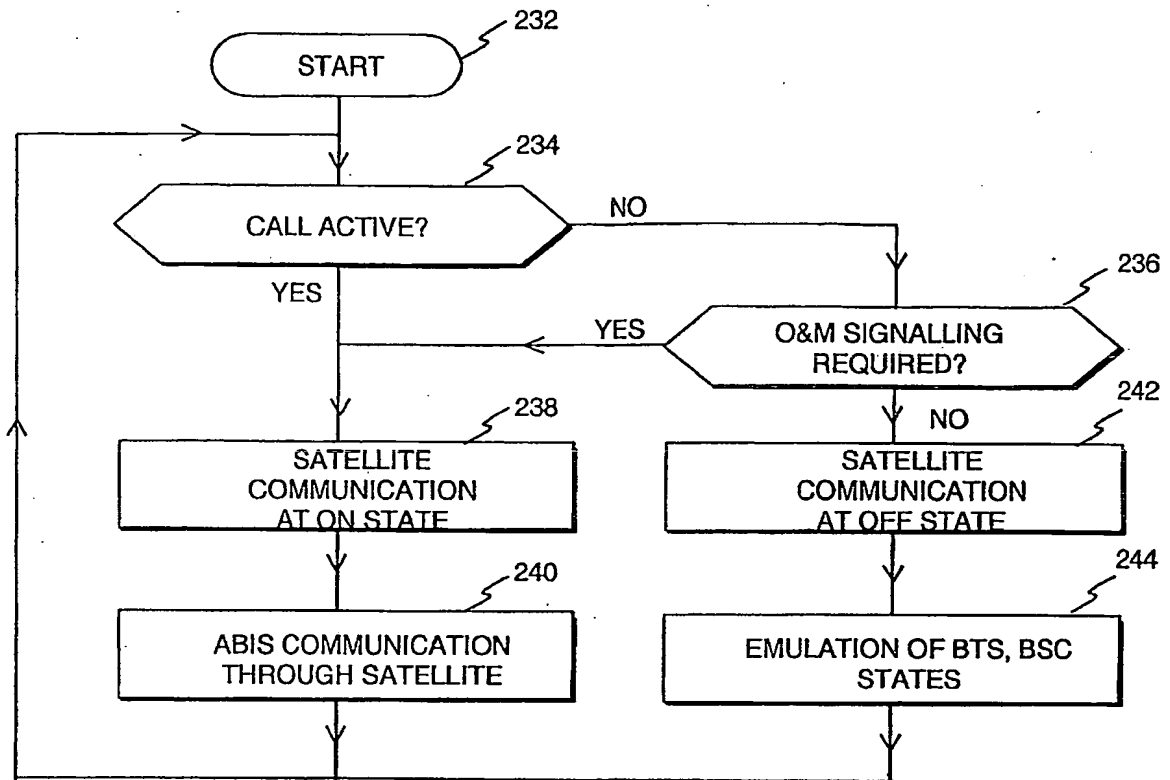 232
START
234
CALL ACTIVE?
NO
236
YES
YES
O&M SIGNALLING
REQUIRED?
238
242
NO
SATELLITE
COMMUNICATION
AT ON STATE
SATELLITE
COMMUNICATION
AT OFF STATE
240
244
ABIS COMMUNICATION
THROUGH SATELLITE
EMULATION OF BTS, BSC
STATES